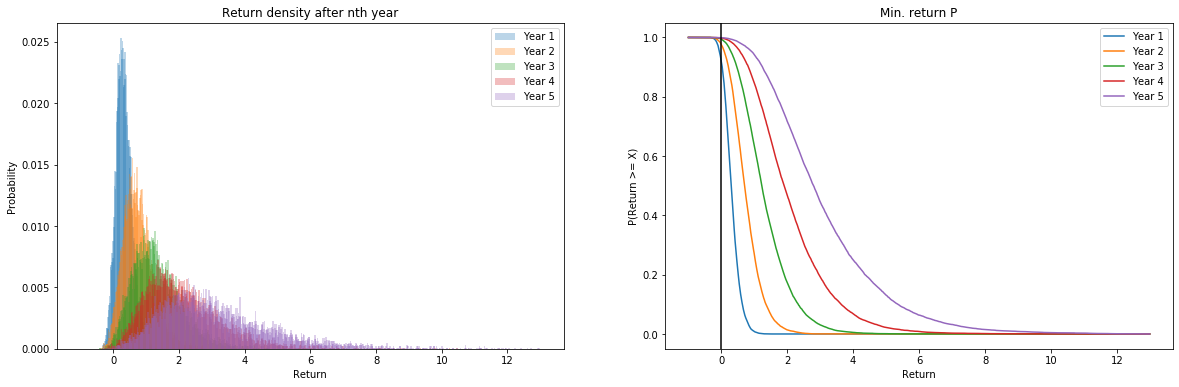 Return density after nth year
Probability
0.025
0.020
0.015
0.010
0.005
0.000
0 2 4 6 8 10 12
Return
Year 1
Year 2
Year 3
Year 4
Year 5
Min. return P
P(Return >= X)
1.0
0.8
0.6
0.4
0.2
0.0
0 2 4 6 8 10 12
Return
Year 1
Year 2
Year 3
Year 4
Year 5